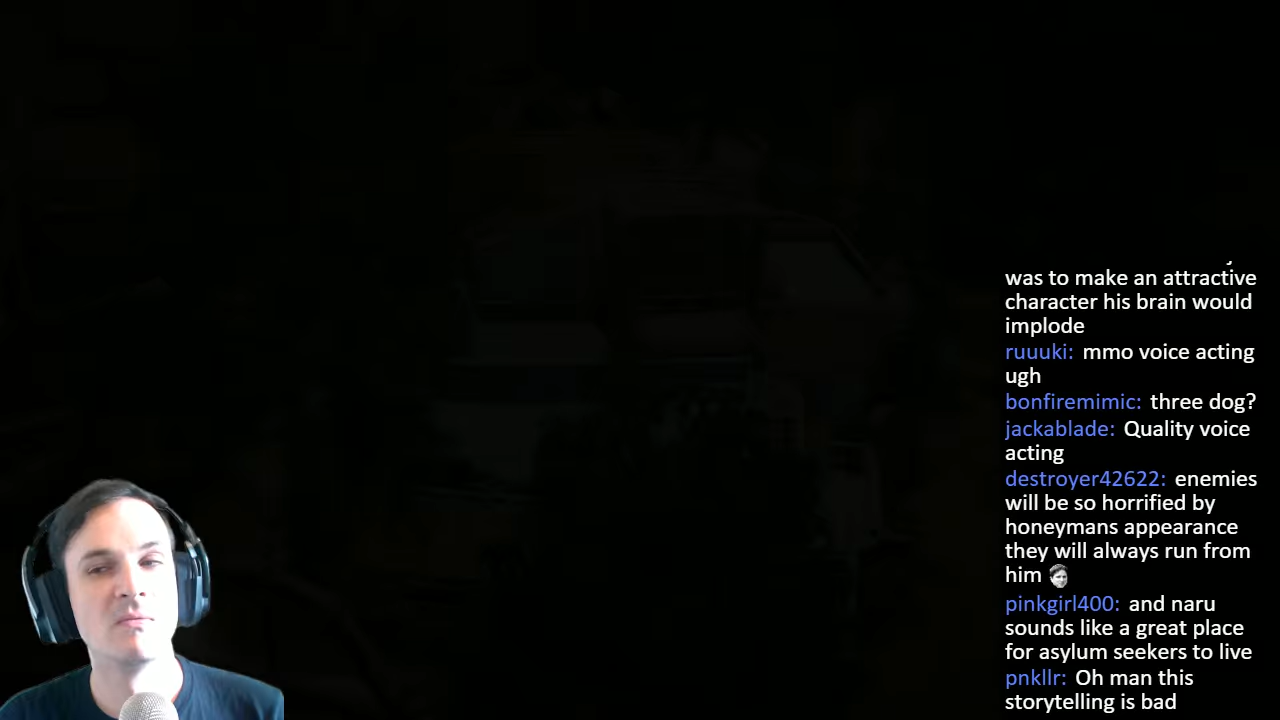 was to make an attractive
character his brain would
implode
ruuuki: mmo voice acting
ugh
bonfiremimic: three dog?
jackablade: Quality voice
acting
destroyer42622: enemies
will be so horrified by
honeymans appearance
they will always run from
him
pinkgirl400: and naru
sounds like a great place
for asylum seekers to live
pnkllr: Oh man this
storytelling is bad